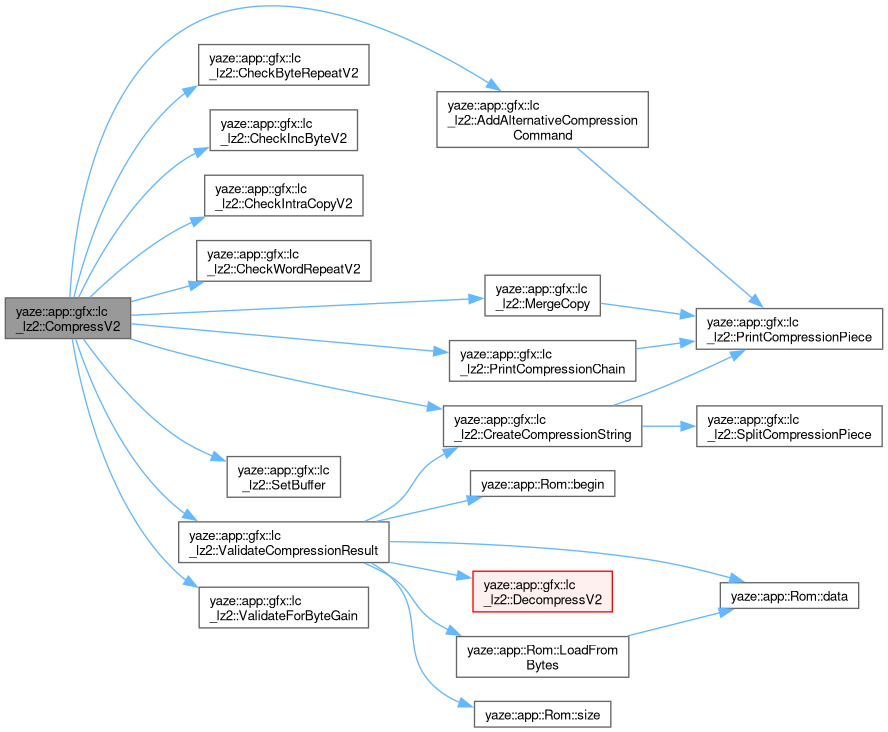 yaze::app::gfx::lc
_lz2::CompressV2
yaze::app::gfx::lc
_lz2::CheckByteRepeatV2
yaze::app::gfx::lc
_lz2::CheckIncByteV2
yaze::app::gfx::lc
_lz2::CheckIntraCopyV2
yaze::app::gfx::lc
_lz2::CheckWordRepeatV2
yaze::app::gfx::lc
_lz2::SetBuffer
yaze::app::gfx::lc
_lz2::ValidateCompressionResult
yaze::app::gfx::lc
_lz2::ValidateForByteGain
yaze::app::gfx::lc
_lz2::AddAlternativeCompression
Command
yaze::app::gfx::lc
_lz2::MergeCopy
yaze::app::gfx::lc
_lz2::PrintCompressionChain
yaze::app::gfx::lc
_lz2::CreateCompressionString
yaze::app::Rom::begin
yaze::app::gfx::lc
_lz2::DecompressV2
yaze::app::Rom::LoadFrom
Bytes
yaze::app::Rom::size
yaze::app::gfx::lc
_lz2::PrintCompressionPiece
yaze::app::gfx::lc
_lz2::SplitCompressionPiece
yaze::app::Rom::data